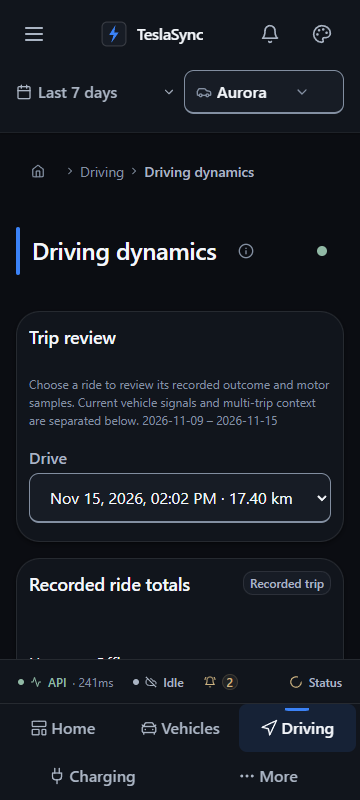 TeslaSync
Last 7 days
Aurora
Driving
Driving dynamics
Driving dynamics
Trip review
Choose a ride to review its recorded outcome and motor
samples. Current vehicle signals and multi-trip context
are separated below. 2026-11-09 – 2026-11-15
Drive
Nov 15, 2026, 02:02 PM · 17.40 km
Recorded ride totals
Recorded trip
API · 241ms
Idle
2
Status
Home
Vehicles
Driving
Charging
More